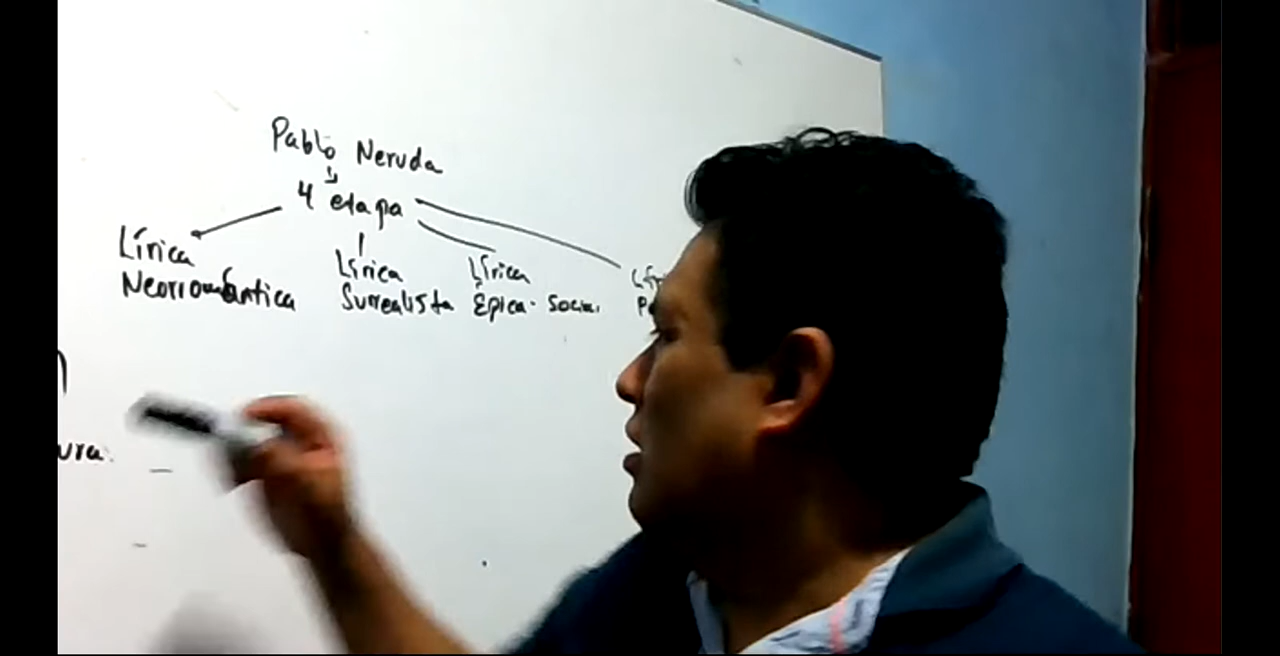 Pablo Neruda
4 etapa
Lírica
Neorromántica
Lírica
Surrealista
Lírica
Épica - Social